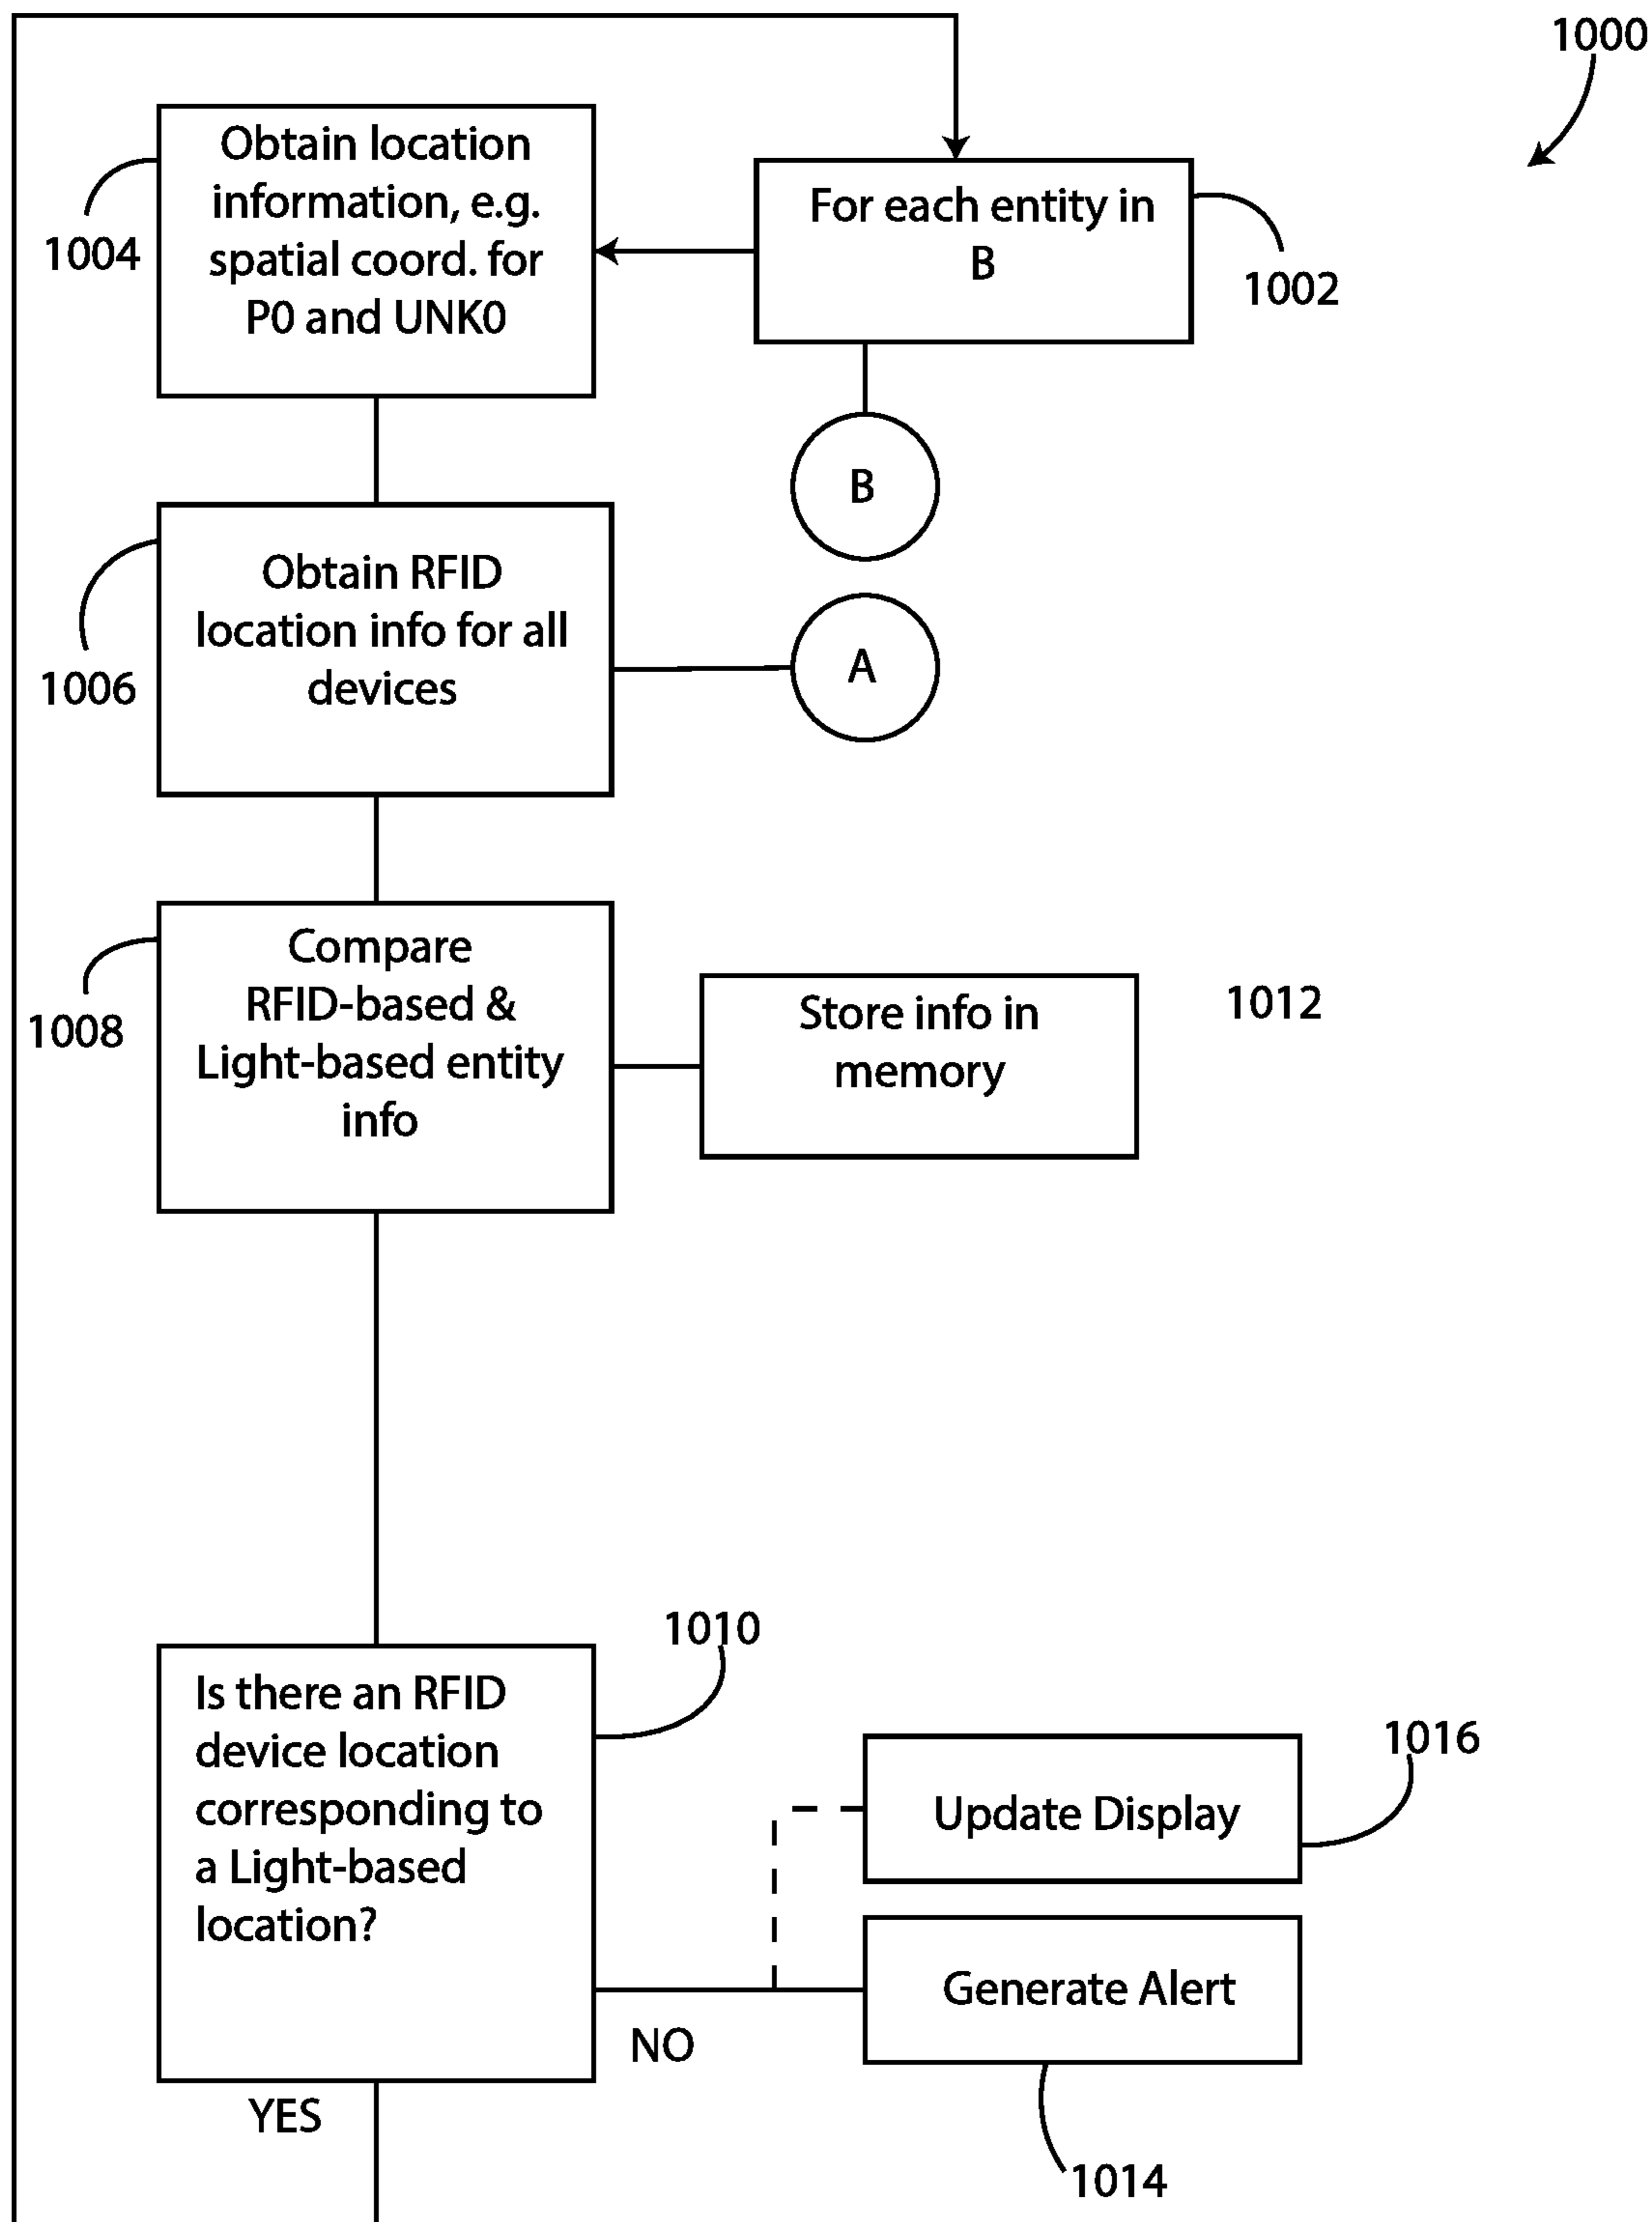 1000
Obtain location
information, e.g.
spatial coord. for
P0 and UNK0
1004
For each entity in
B
1002
B
Obtain RFID
location info for all
devices
1006
A
Compare
RFID-based &
Light-based entity
info
1008
Store info in
memory
1012
1010
Is there an RFID
device location
corresponding to
a Light-based
location?
1016
Update Display
Generate Alert
NO
YES
1014